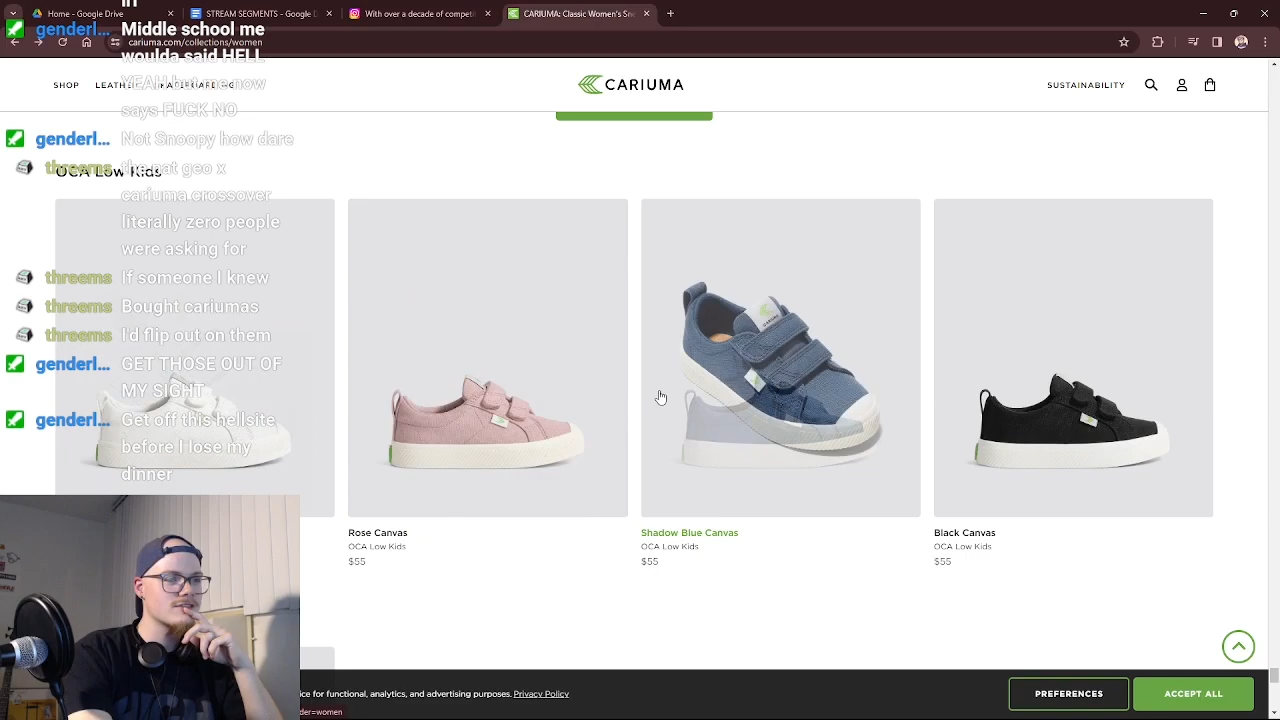 in
- Google Drive
STREAM SEGMENTS - Google D
With over a decade of competi
CARIUMA: Classic Women's
cariuma.com/collections/women
genderl... Middle school me
woulda said HELL
YEAH but me now
says FUCK NO
SHOP
CARIUMA
SUSTAINABILITY
genderl... Not Snoopy how dare
threems the nat geo x
cariuma crossover
literally zero people
were asking for
OCA Low Kids
threems If someone I knew
threems Bought cariumas
threems I'd flip out on them
genderl... GET THOSE OUT OF
MY SIGHT
genderl... Get off this hellsite
before I lose my
dinner
Rose Canvas
OCA Low Kids
$55
Shadow Blue Canvas
OCA Low Kids
$55
Black Canvas
OCA Low Kids
$55
for functional, analytics, and advertising purposes. Privacy Policy
PREFERENCES
ACCEPT ALL